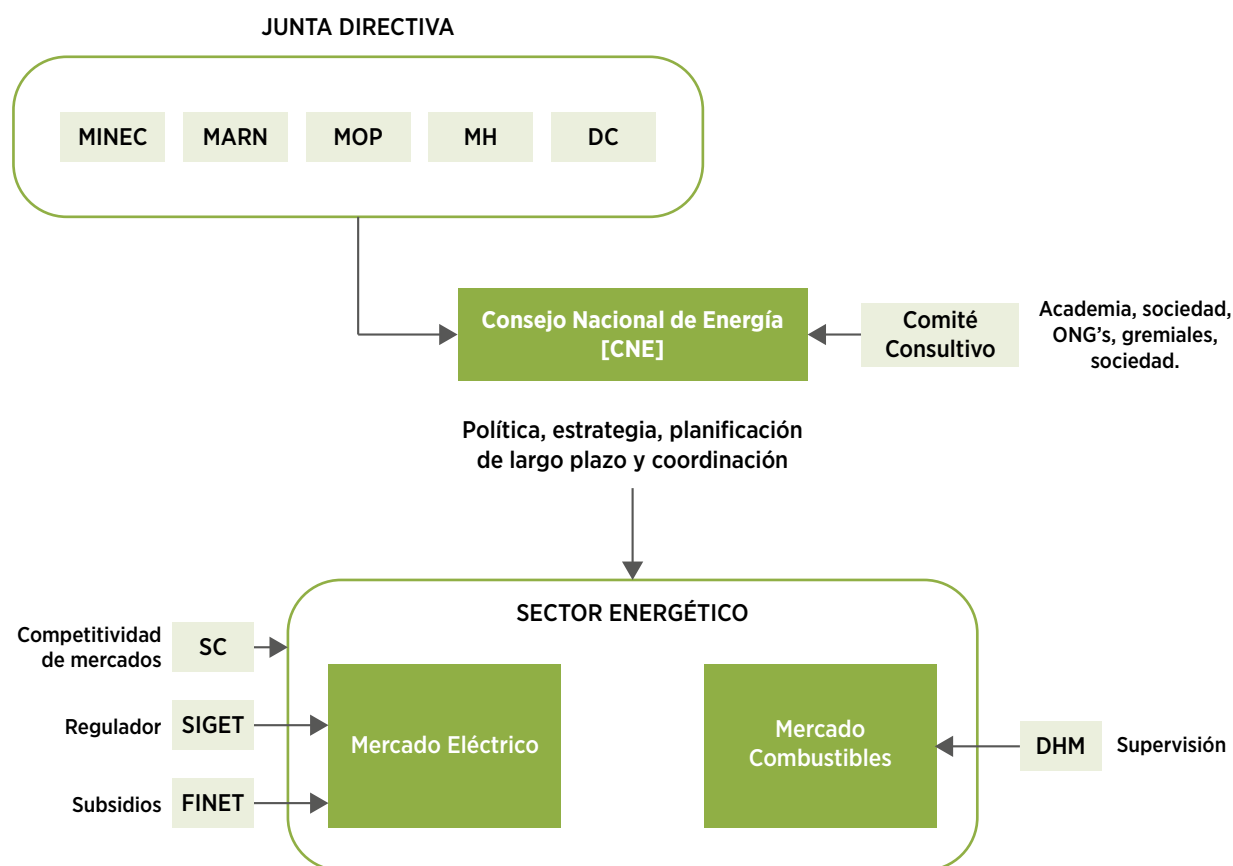 JUNTA DIRECTIVA
MINEC
MARN
MOP
MH
DC
Consejo Nacional de Energía
[CNE]
Comité
Consultivo
Academia, sociedad,
ONG's, gremiales,
sociedad.
Política, estrategia, planificación
de largo plazo y coordinación
SECTOR ENERGÉTICO
Competitividad
de mercados
SC
Regulador
SIGET
Subsidios
FINET
Mercado Eléctrico
Mercado
Combustibles
DHM
Supervisión